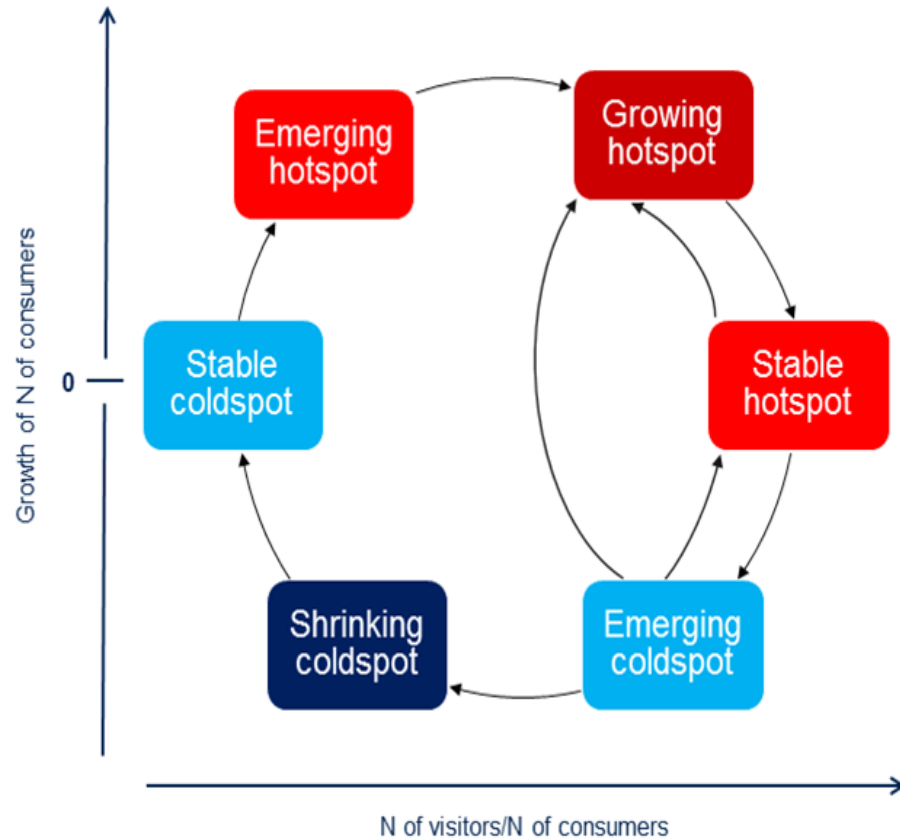 Emerging
hotspot
Growing
hotspot
Growth of N of consumers
0
Stable
coldspot
Stable
hotspot
Shrinking
coldspot
Emerging
coldspot
N of visitors/N of consumers